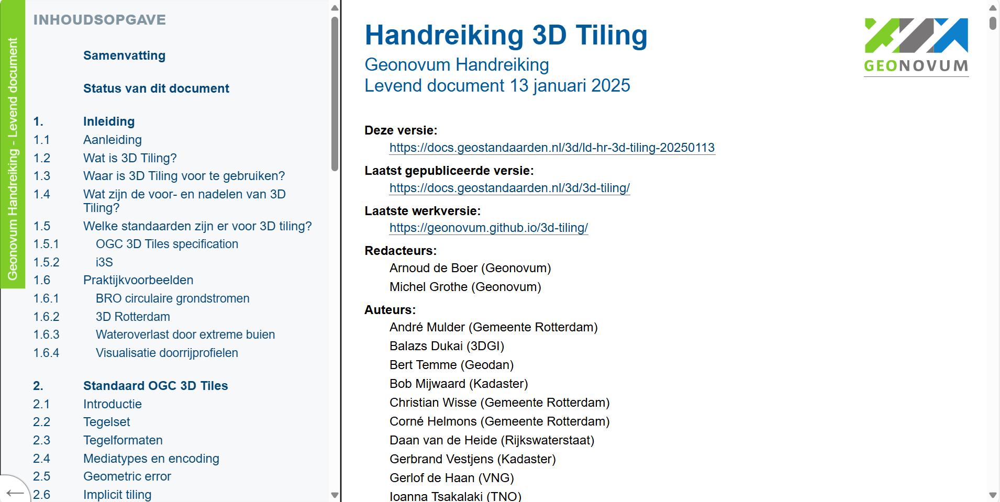 Geonovum Handreiking - Levend document
INHOUDSOPGAVE
Samenvatting
Status van dit document
1. Inleiding
1.1 Aanleiding
1.2 Wat is 3D Tiling?
1.3 Waar is 3D Tiling voor te gebruiken?
1.4 Wat zijn de voor- en nadelen van 3D
Tiling?
1.5 Welke standaarden zijn er voor 3D tiling?
1.5.1 OGC 3D Tiles specification
1.5.2 i3S
1.6 Praktijkvoorbeelden
1.6.1 BRO circulaire grondstromen
1.6.2 3D Rotterdam
1.6.3 Wateroverlast door extreme buien
1.6.4 Visualisatie doorrijprofielen
2. Standaard OGC 3D Tiles
2.1 Introductie
2.2 Tegelset
2.3 Tegelformaten
2.4 Mediatypes en encoding
2.5 Geometric error
2.6 Implicit tiling
Handreiking 3D Tiling
GEONOVUM
Geonovum Handreiking
Levend document 13 januari 2025
Deze versie:
https://docs.geostandaarden.nl/3d/ld-hr-3d-tiling-20250113
Laatst gepubliceerde versie:
https://docs.geostandaarden.nl/3d/3d-tiling/
Laatste werkversie:
https://geonovum.github.io/3d-tiling/
Redacteurs:
Arnoud de Boer (Geonovum)
Michel Grothe (Geonovum)
Auteurs:
André Mulder (Gemeente Rotterdam)
Balazs Dukai (3DGI)
Bert Temme (Geodan)
Bob Mijwaard (Kadaster)
Christian Wisse (Gemeente Rotterdam)
Corné Helmons (Gemeente Rotterdam)
Daan van de Heide (Rijkswaterstaat)
Gerbrand Vestjens (Kadaster)
Gerlof de Haan (VNG)
Ioanna Tsakalaki (TNO)